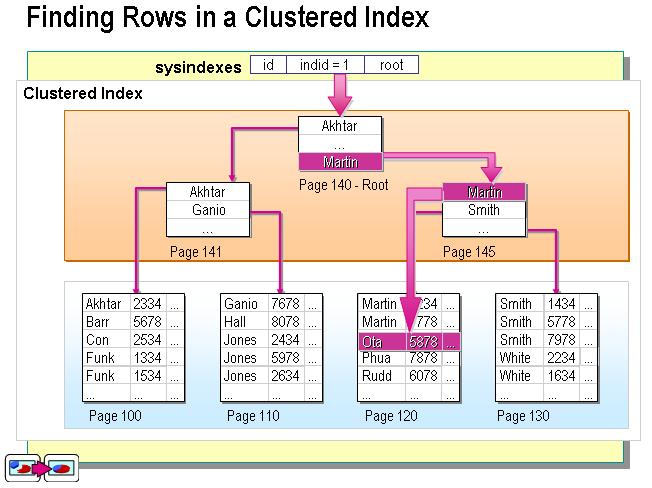 Finding Rows in a Clustered Index
sysindexes id indid = 1 root
Clustered Index
Akhtar
...
Martin
Page 140 - Root
Akhtar
Ganio
...
Page 141
Martin
Smith
...
Page 145
Akhtar 2334 ...
Barr 5678 ...
Con 2534 ...
Funk 1334 ...
Funk 1534 ...
... ... ...
Page 100
Ganio 7678 ...
Hall 8078 ...
Jones 2434 ...
Jones 5978 ...
Jones 2634 ...
... ... ...
Page 110
Martin 234 ...
Martin 778 ...
Ota 5878 ...
Phua 7878 ...
Rudd 6078 ...
... ... ...
Page 120
Smith 1434 ...
Smith 5778 ...
Smith 7978 ...
White 2234 ...
White 1634 ...
... ... ...
Page 130